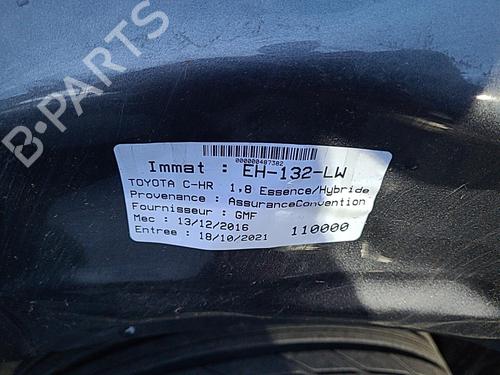 B-PARTS
000000487382
Immat : EH-132-LW
TOYOTA C-HR 1,8 Essence/Hybride
Provenance : AssuranceConvention
Fournisseur : GMF
Mec : 13/12/2016
Entree : 18/10/2021 110000